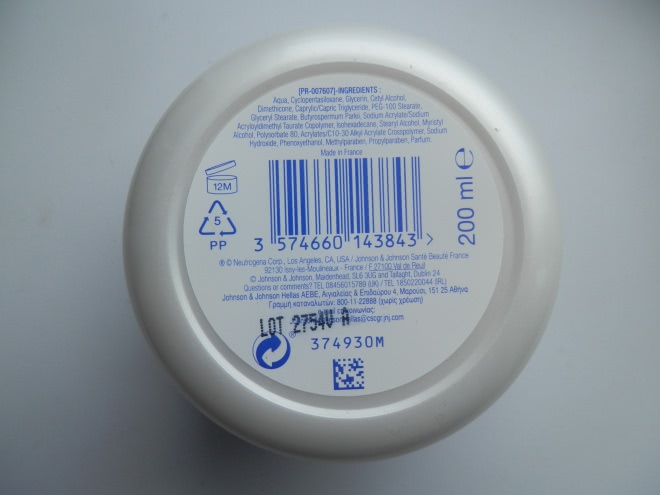 [PR-007607]-INGREDIENTS :
Aqua, Cyclopentasiloxane, Glycerin, Cetyl Alcohol,
Dimethicone, Caprylic/Capric Triglyceride, PEG-100 Stearate,
Glyceryl Stearate, Butyrospermum Parkii, Sodium Acrylate/Sodium
Acryloyldimethyl Taurate Copolymer, Isohexadecane, Stearyl Alcohol, Myristyl
Alcohol, Polysorbate 80, Acrylates/C10-30 Alkyl Acrylate Crosspolymer, Sodium
Hydroxide, Phenoxyethanol, Methylparaben, Propylparaben, Parfum.
Made in France
12M
5
PP
200 ml e
3 574660 143843 >
® © Neutrogena Corp., Los Angeles, CA, USA / Johnson & Johnson Santé Beauté France
92130 Issy-les-Moulineaux - France / F 27100 Val de Reuil
© Johnson & Johnson, Maidenhead, SL6 3UG and Tallaght, Dublin 24
Questions or comments? TEL 08456015789 (UK) / TEL 1850220044 (IRL)
Johnson & Johnson Hellas AEBE, Αιγιαλείας & Επιδαύρου 4, Μαρούσι, 151 25 Αθήνα
Γραμμή καταναλωτών: 800-11-22888 (χωρίς χρέωση)
επικοινωνίας:
@cscgr.jnj.com
LOT 2754V A
374930M